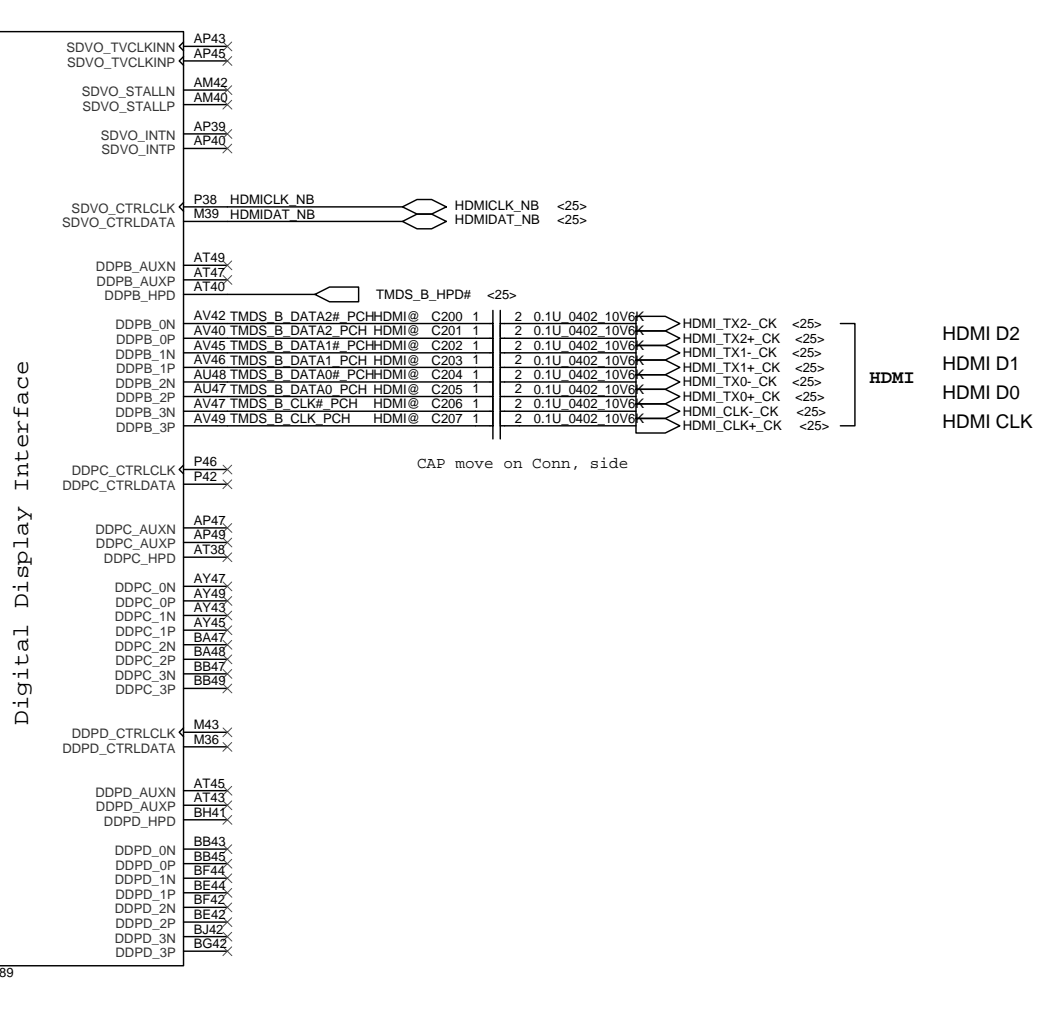 Digital Display Interface
SDVO_TVCLKINN AP43
SDVO_TVCLKINP AP45
SDVO_STALLN AM42
SDVO_STALLP AM40
SDVO_INTN AP39
SDVO_INTP AP40
SDVO_CTRLCLK P38 HDMICLK_NB HDMICLK_NB <25>
SDVO_CTRLDATA M39 HDMIDAT_NB HDMIDAT_NB <25>
DDPB_AUXN AT49
DDPB_AUXP AT47
DDPB_HPD AT40 TMDS_B_HPD# <25>
DDPB_0N AV42 TMDS_B_DATA2#_PCH HDMI@ C200 1 2 0.1U_0402_10V6K HDMI_TX2-_CK <25>
DDPB_0P AV40 TMDS_B_DATA2_PCH HDMI@ C201 1 2 0.1U_0402_10V6K HDMI_TX2+_CK <25> HDMI D2
DDPB_1N AV45 TMDS_B_DATA1#_PCH HDMI@ C202 1 2 0.1U_0402_10V6K HDMI_TX1-_CK <25>
DDPB_1P AV46 TMDS_B_DATA1_PCH HDMI@ C203 1 2 0.1U_0402_10V6K HDMI_TX1+_CK <25> HDMI D1
DDPB_2N AU48 TMDS_B_DATA0#_PCH HDMI@ C204 1 2 0.1U_0402_10V6K HDMI_TX0-_CK <25> HDMI
DDPB_2P AU47 TMDS_B_DATA0_PCH HDMI@ C205 1 2 0.1U_0402_10V6K HDMI_TX0+_CK <25> HDMI D0
DDPB_3N AV47 TMDS_B_CLK#_PCH HDMI@ C206 1 2 0.1U_0402_10V6K HDMI_CLK-_CK <25>
DDPB_3P AV49 TMDS_B_CLK_PCH HDMI@ C207 1 2 0.1U_0402_10V6K HDMI_CLK+_CK <25> HDMI CLK
CAP move on Conn, side
DDPC_CTRLCLK P46
DDPC_CTRLDATA P42
DDPC_AUXN AP47
DDPC_AUXP AP49
DDPC_HPD AT38
DDPC_0N AY47
DDPC_0P AY49
DDPC_1N AY43
DDPC_1P AY45
DDPC_2N BA47
DDPC_2P BA48
DDPC_3N BB47
DDPC_3P BB49
DDPD_CTRLCLK M43
DDPD_CTRLDATA M36
DDPD_AUXN AT45
DDPD_AUXP AT43
DDPD_HPD BH41
DDPD_0N BB43
DDPD_0P BB45
DDPD_1N BF44
DDPD_1P BE44
DDPD_2N BF42
DDPD_2P BE42
DDPD_3N BJ42
DDPD_3P BG42
89